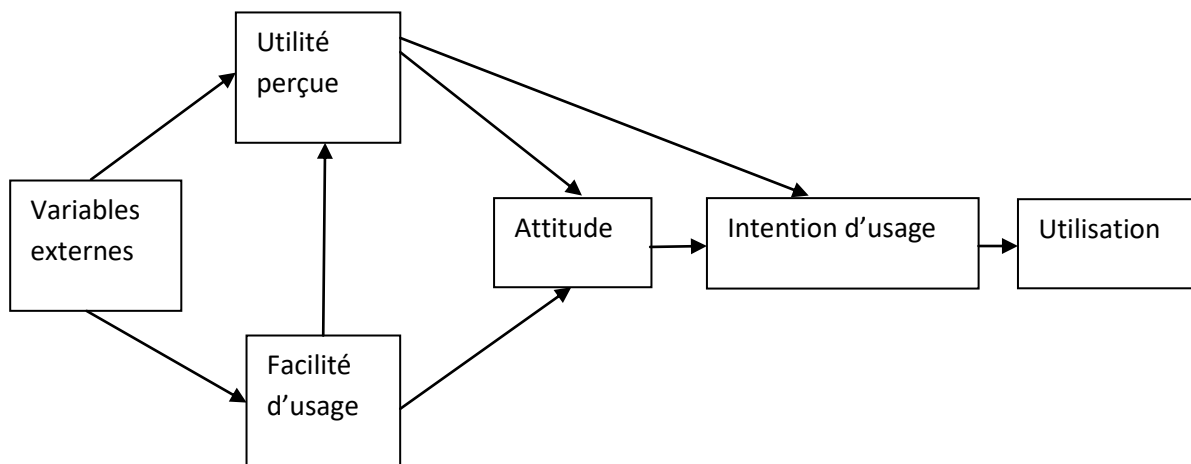 Utilité
perçue
Variables
externes
Attitude
Intention d’usage
Utilisation
Facilité
d’usage